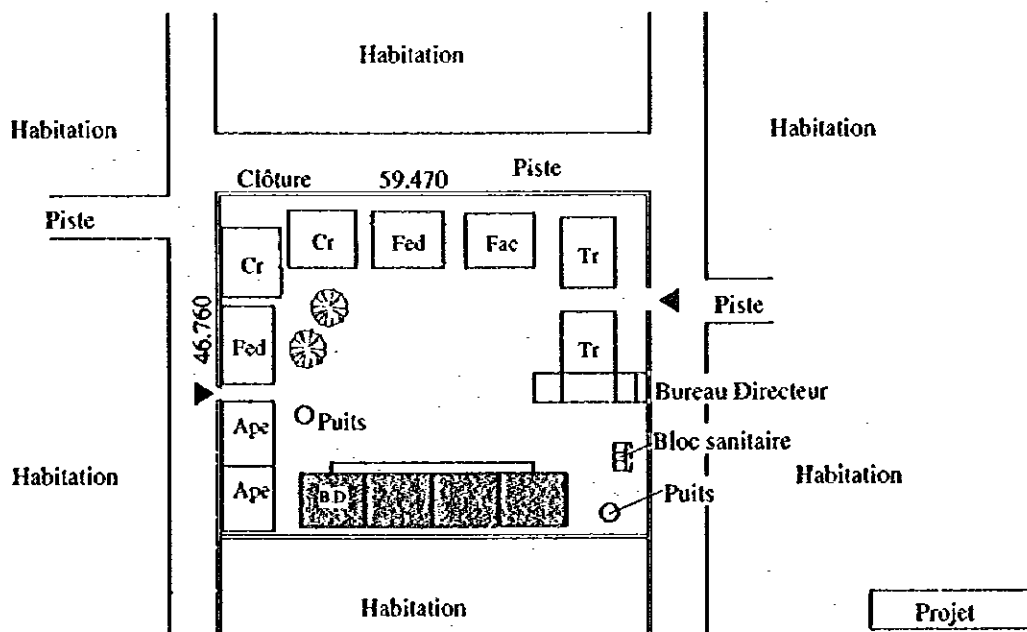 Habitation
Habitation
Habitation
Piste
Clôture 59.470
Piste
Cr
Fed
Fac
Tr
Cr
46.760
Piste
Fed
Tr
Bureau Directeur
Ape
Puits
Bloc sanitaire
Habitation
Habitation
Ape
B D
Puits
Habitation
Projet